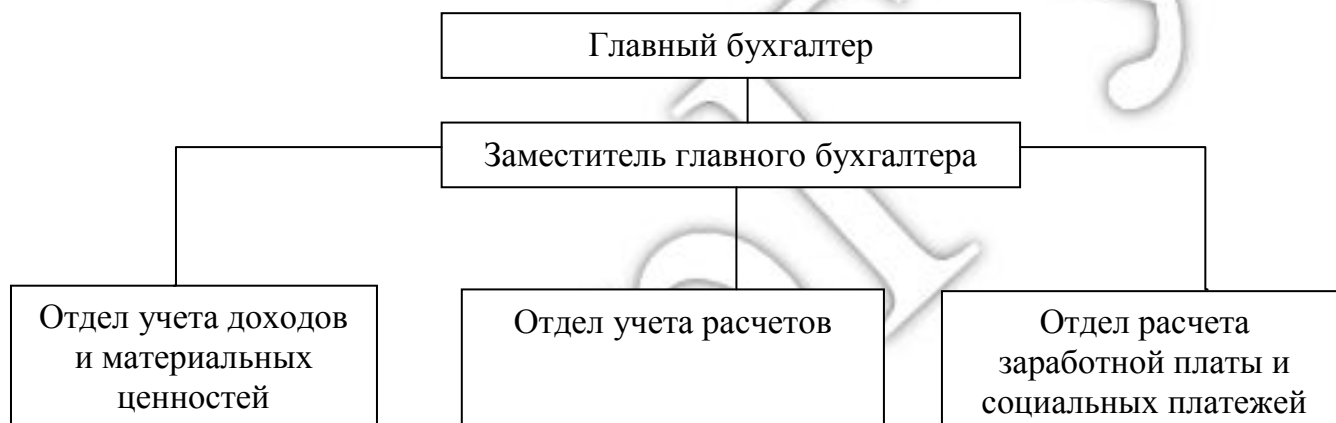 Главный бухгалтер
Заместитель главного бухгалтера
Отдел учета доходов
и материальных
ценностей
Отдел учета расчетов
Отдел расчета
заработной платы и
социальных платежей